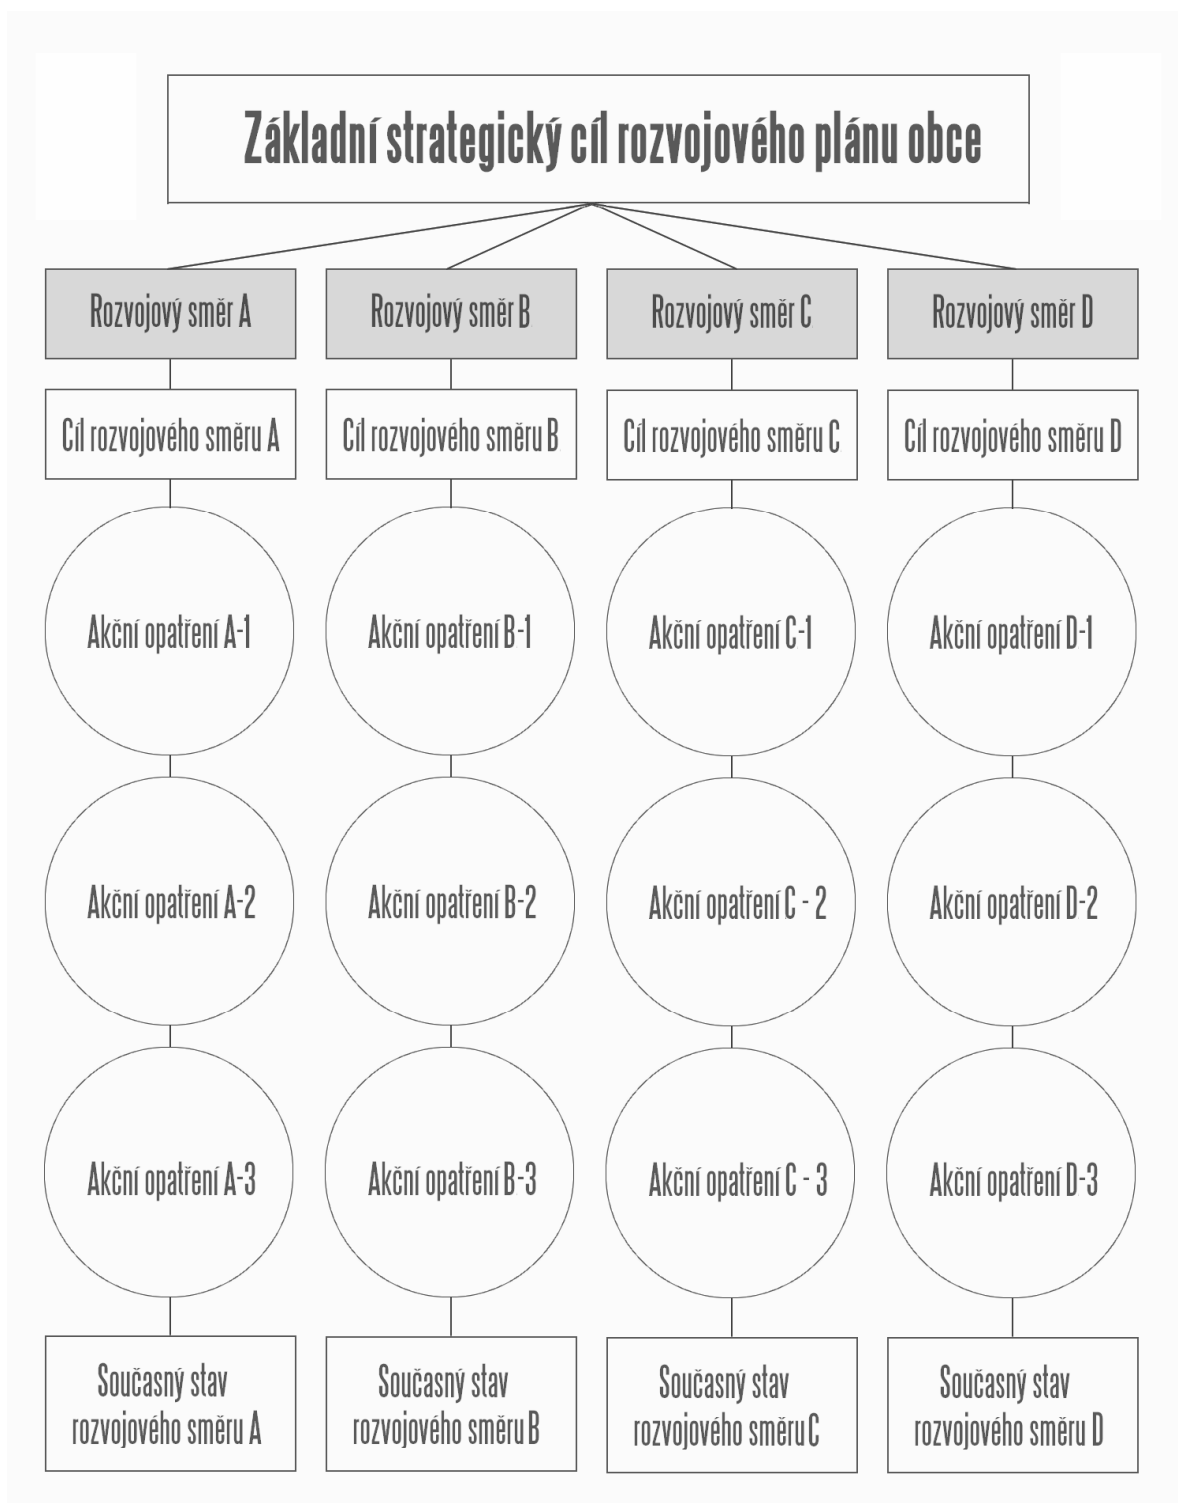 Základní strategický cíl rozvojového plánu obce
Rozvojový směr A
Rozvojový směr B
Rozvojový směr C
Rozvojový směr D
Cíl rozvojového směru A
Cíl rozvojového směru B
Cíl rozvojového směru C
Cíl rozvojového směru D
Akční opatření A-1
Akční opatření B-1
Akční opatření C-1
Akční opatření D-1
Akční opatření A-2
Akční opatření B-2
Akční opatření C - 2
Akční opatření D-2
Akční opatření A-3
Akční opatření B-3
Akční opatření C - 3
Akční opatření D-3
Současný stav
rozvojového směru A
Současný stav
rozvojového směru B
Současný stav
rozvojového směru C
Současný stav
rozvojového směru D